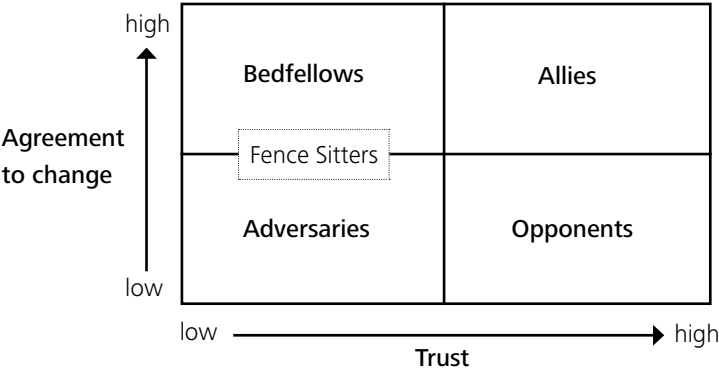 high
Bedfellows
Allies
Agreement
to change
Fence Sitters
Adversaries
Opponents
low
low
high
Trust